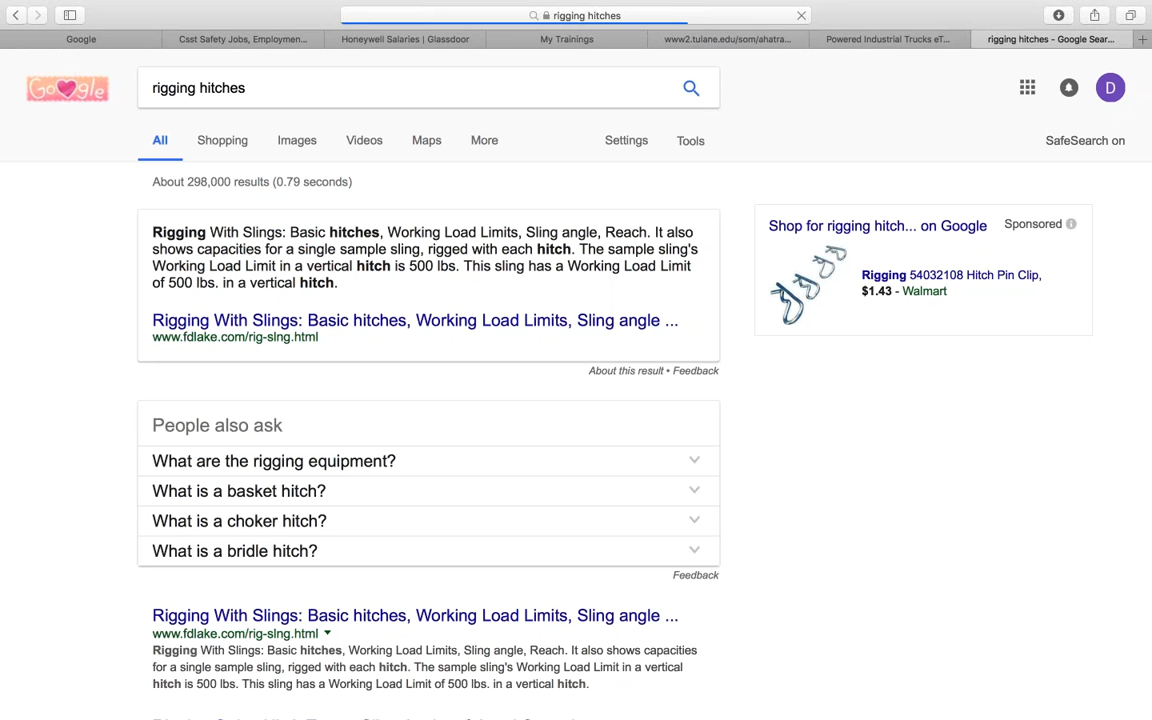 rigging hitches
Google
Csst Safety Jobs, Employmen...
Honeywell Salaries | Glassdoor
My Trainings
www2.tulane.edu/som/ahatra...
Powered Industrial Trucks eT...
rigging hitches - Google Sear...
Google
rigging hitches
D
All
Shopping
Images
Videos
Maps
More
Settings
Tools
SafeSearch on
About 298,000 results (0.79 seconds)
Rigging With Slings: Basic hitches, Working Load Limits, Sling angle, Reach. It also
shows capacities for a single sample sling, rigged with each hitch. The sample sling's
Working Load Limit in a vertical hitch is 500 lbs. This sling has a Working Load Limit
of 500 lbs. in a vertical hitch.
Rigging With Slings: Basic hitches, Working Load Limits, Sling angle ...
www.fdlake.com/rig-slng.html
About this result • Feedback
Shop for rigging hitch... on Google
Sponsored
Rigging 54032108 Hitch Pin Clip,
$1.43 - Walmart
People also ask
What are the rigging equipment?
What is a basket hitch?
What is a choker hitch?
What is a bridle hitch?
Feedback
Rigging With Slings: Basic hitches, Working Load Limits, Sling angle ...
www.fdlake.com/rig-slng.html
Rigging With Slings: Basic hitches, Working Load Limits, Sling angle, Reach. It also shows capacities
for a single sample sling, rigged with each hitch. The sample sling's Working Load Limit in a vertical
hitch is 500 lbs. This sling has a Working Load Limit of 500 lbs. in a vertical hitch.